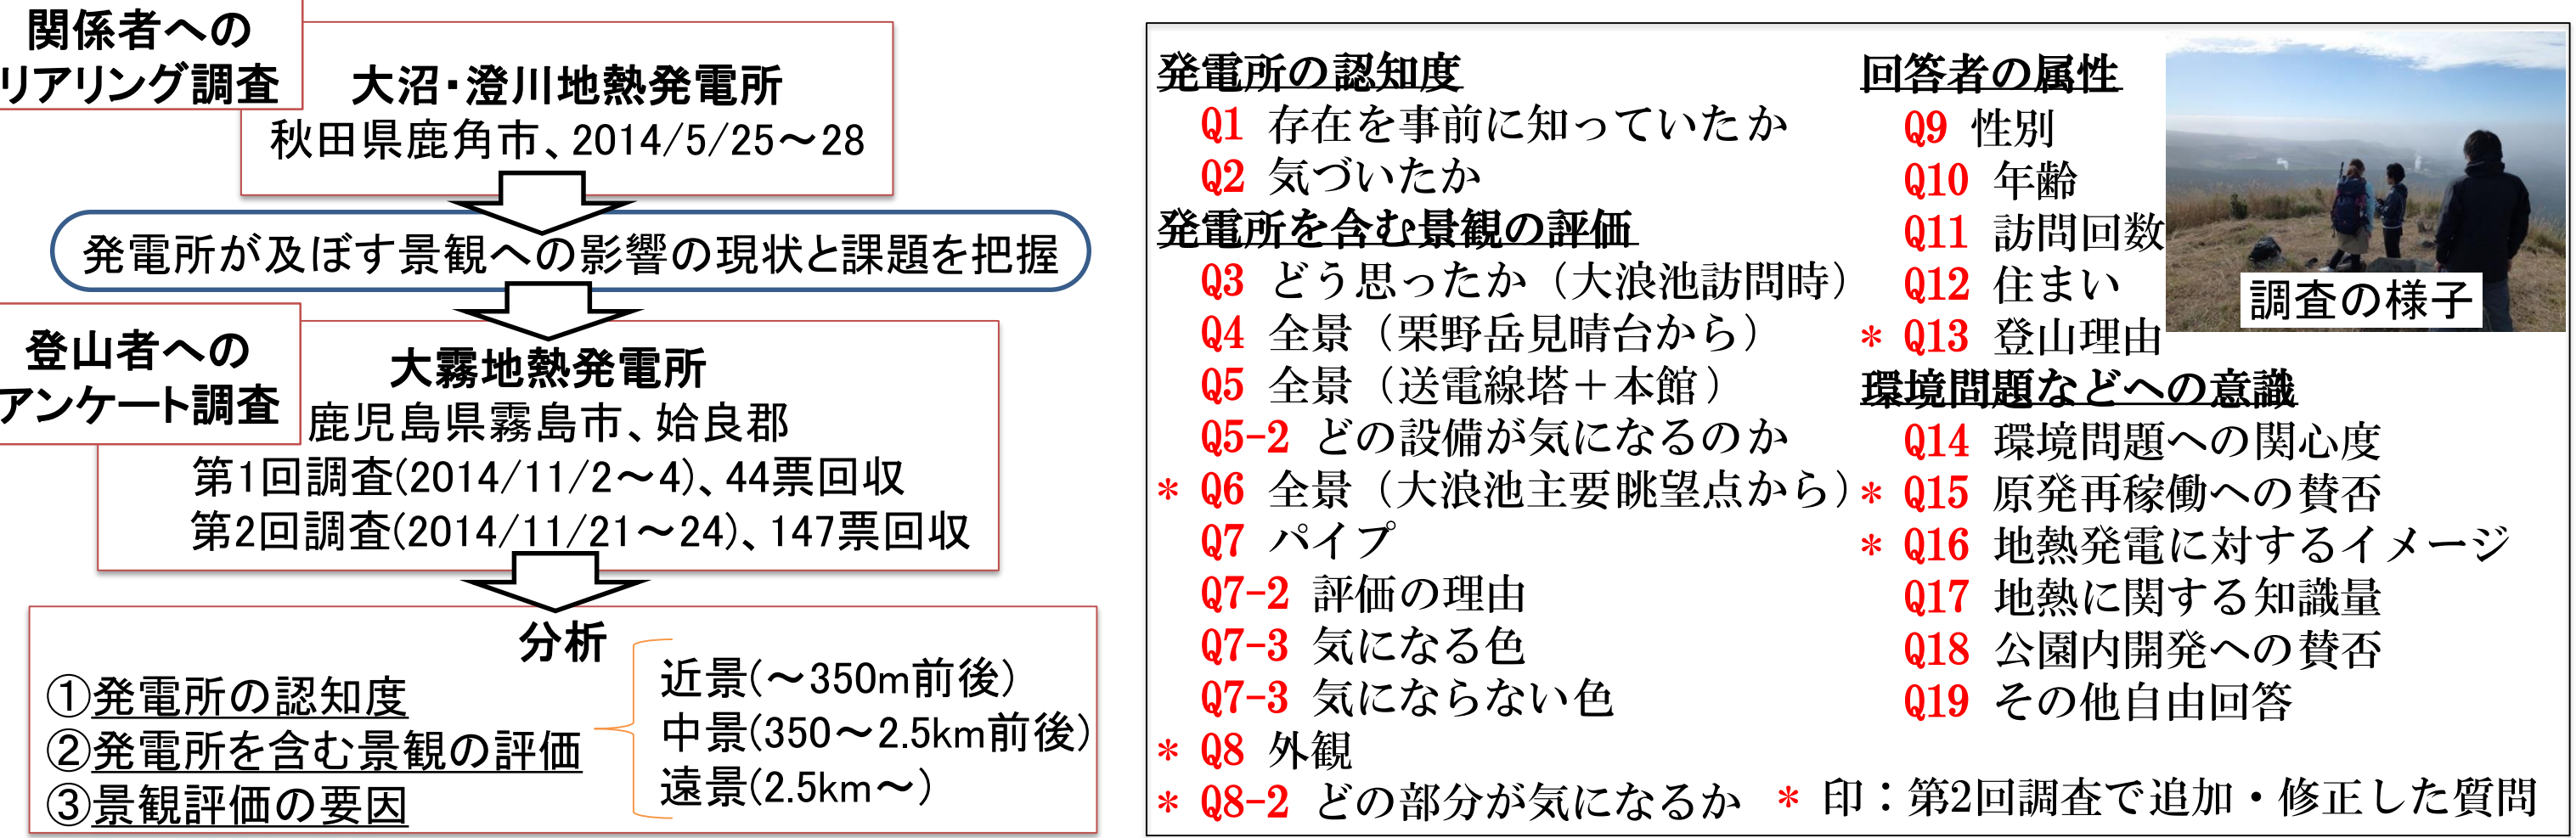 関係者への
リアリング調査
大沼・澄川地熱発電所
秋田県鹿角市、2014/5/25～28
発電所が及ぼす景観への影響の現状と課題を把握
登山者への
アンケート調査
大霧地熱発電所
鹿児島県霧島市、姶良郡
第1回調査(2014/11/2～4)、44票回収
第2回調査(2014/11/21～24)、147票回収
分析
①発電所の認知度
②発電所を含む景観の評価
③景観評価の要因
近景(～350m前後)
中景(350～2.5km前後)
遠景(2.5km～)
発電所の認知度
Q1 存在を事前に知っていたか
Q2 気づいたか
発電所を含む景観の評価
Q3 どう思ったか（大浪池訪問時）
Q4 全景（栗野岳見晴台から）
Q5 全景（送電線塔＋本館）
Q5-2 どの設備が気になるのか
* Q6 全景（大浪池主要眺望点から）
Q7 パイプ
Q7-2 評価の理由
Q7-3 気になる色
Q7-3 気にならない色
* Q8 外観
* Q8-2 どの部分が気になるか
回答者の属性
Q9 性別
Q10 年齢
Q11 訪問回数
Q12 住まい
* Q13 登山理由
環境問題などへの意識
Q14 環境問題への関心度
* Q15 原発再稼働への賛否
* Q16 地熱発電に対するイメージ
Q17 地熱に関する知識量
Q18 公園内開発への賛否
Q19 その他自由回答
* 印：第2回調査で追加・修正した質問
調査の様子